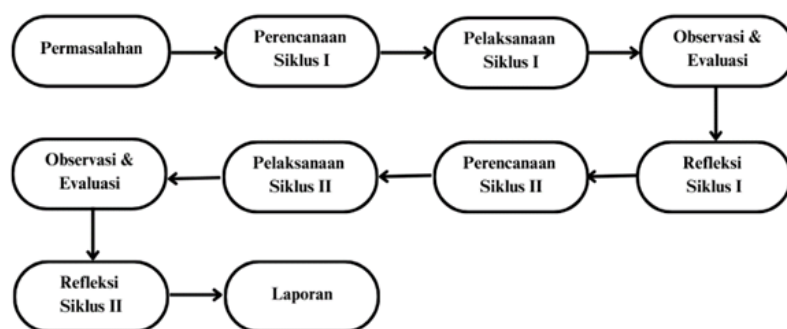 Permasalahan
Perencanaan
Siklus I
Pelaksanaan
Siklus I
Observasi &
Evaluasi
Refleksi
Siklus I
Perencanaan
Siklus II
Pelaksanaan
Siklus II
Observasi &
Evaluasi
Refleksi
Siklus II
Laporan